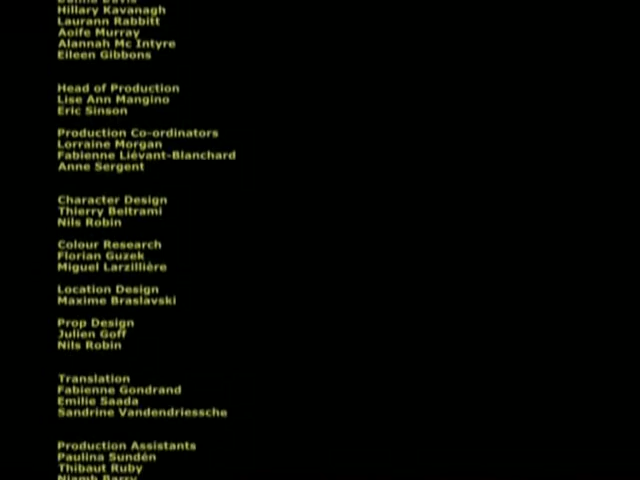 Hillary Kavanagh
Laurann Rabbitt
Aoife Murray
Alannah Mc Intyre
Eileen Gibbons
Head of Production
Lise Ann Mangino
Eric Sinson
Production Co-ordinators
Lorraine Morgan
Fabienne Liévant-Blanchard
Anne Sergent
Character Design
Thierry Beltrami
Nils Robin
Colour Research
Florian Guzek
Miguel Larzillière
Location Design
Maxime Braslavski
Prop Design
Julien Goff
Nils Robin
Translation
Fabienne Gondrand
Emilie Saada
Sandrine Vandendriessche
Production Assistants
Paulina Sundén
Thibaut Ruby
Niamh Barry